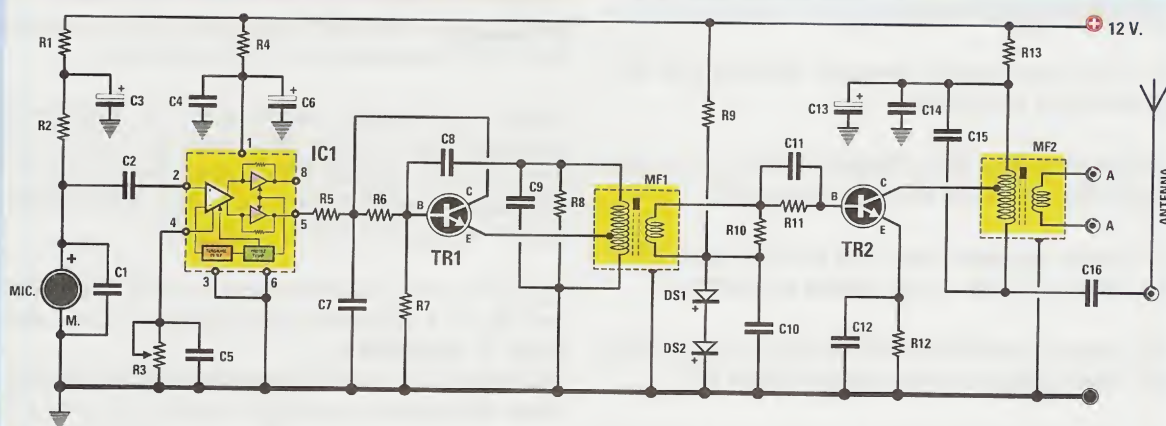 R1
R2
C3
+
C2
MIC.
+
M.
C1
R4
C4
C6
+
1
IC1
2
4
8
5
3
6
R3
C5
R5
R6
C7
C8
B
C
E
TR1
R7
C9
R8
MF1
R9
R10
DS1
+
DS2
+
C10
C11
R11
B
C
E
TR2
C12
R12
C13
+
C14
C15
R13
MF2
A
A
C16
ANTENNA
+ 12 V.